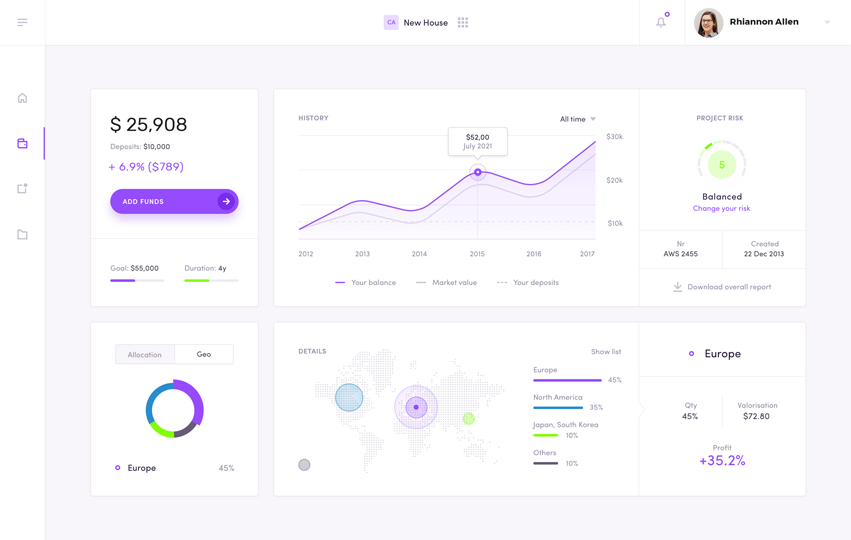 CA New House
Rhiannon Allen
$ 25,908
Deposits: $10,000
+ 6.9% ($789)
ADD FUNDS
Goal: $55,000
Duration: 4y
HISTORY
All time
$52,00
July 2021
$30k
$20k
$10k
2012 2013 2014 2015 2016 2017
Your balance
Market value
Your deposits
PROJECT RISK
5
Balanced
Change your risk
Nr
AWS 2455
Created
22 Dec 2013
Download overall report
Allocation
Geo
Europe 45%
DETAILS
Show list
Europe
45%
North America
35%
Japan, South Korea
10%
Others
10%
Europe
Qty
45%
Valorisation
$72.80
Profit
+35.2%